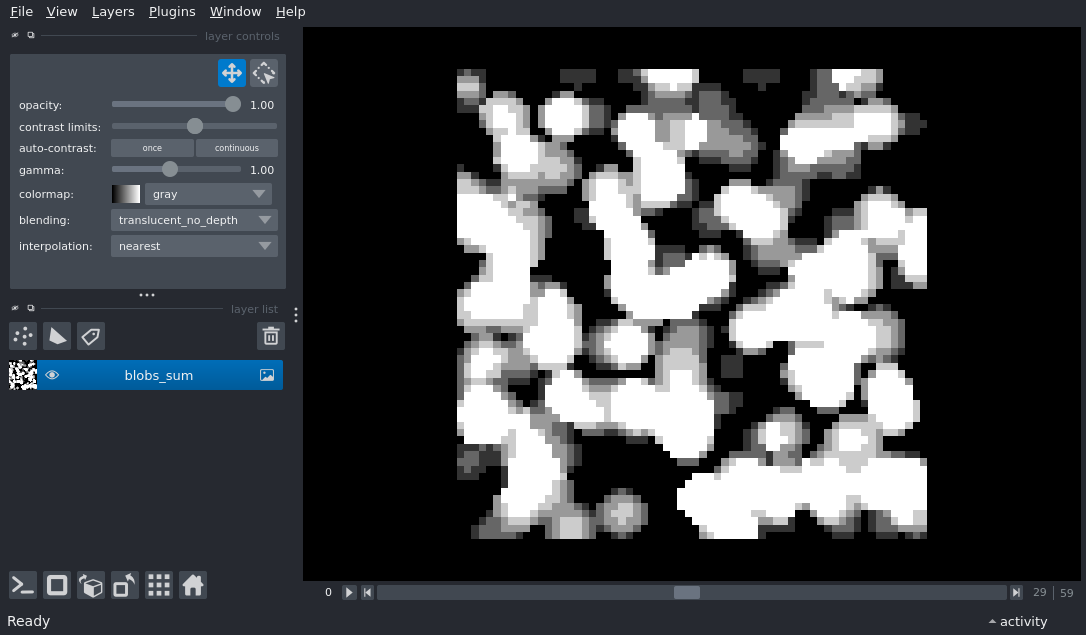 File View Layers Plugins Window Help
layer controls
opacity: 1.00
contrast limits:
auto-contrast: once continuous
gamma: 1.00
colormap: gray
blending: translucent_no_depth
interpolation: nearest
layer list
blobs_sum
0 29 59
Ready activity